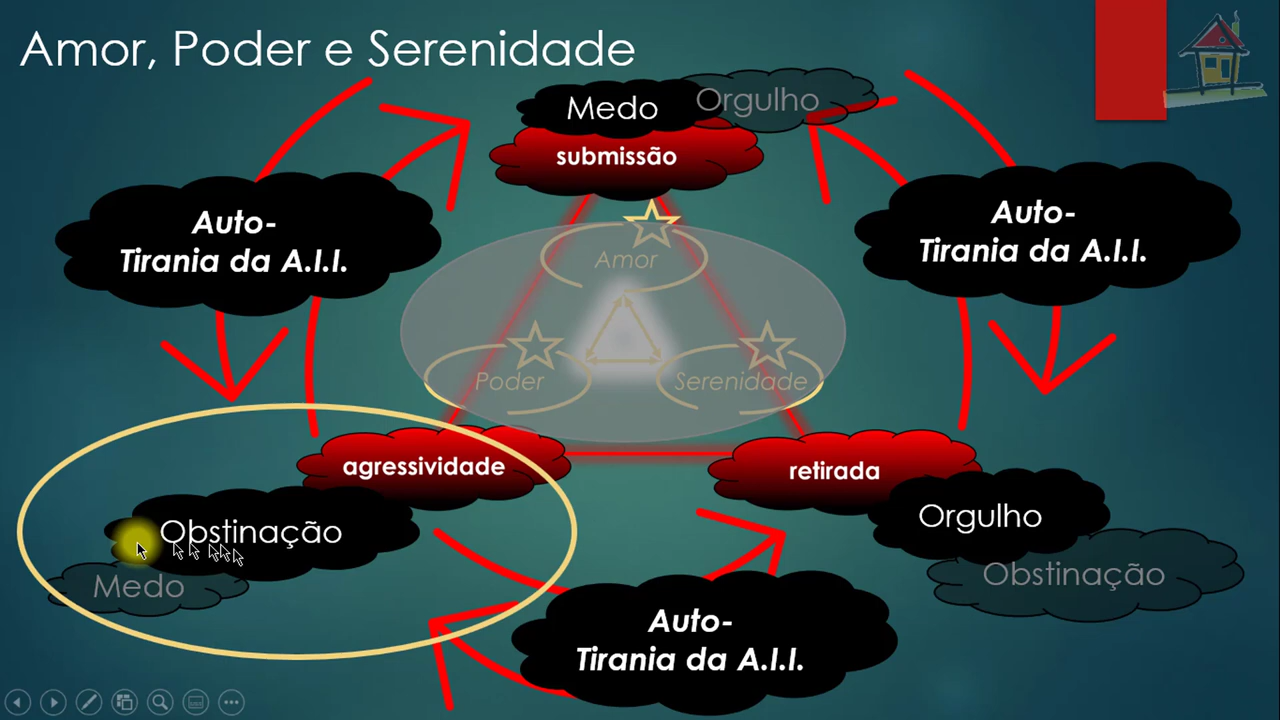 Amor, Poder e Serenidade
Medo
Orgulho
submissão
Auto-
Tirania da A.I.I.
Auto-
Tirania da A.I.I.
Amor
Poder
Serenidade
agressividade
retirada
Obstinação
Medo
Orgulho
Obstinação
Auto-
Tirania da A.I.I.